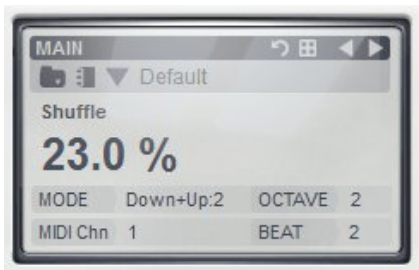 MAIN
Default
Shuffle
23.0 %
MODE Down+Up:2 OCTAVE 2
MIDI Chn 1 BEAT 2